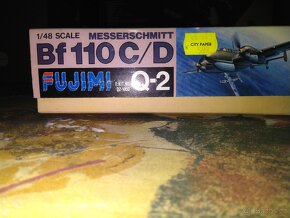 1/48 SCALE MESSERSCHMITT
Bf 110 C/D
CITY PAPER
FUJIMI Q-2